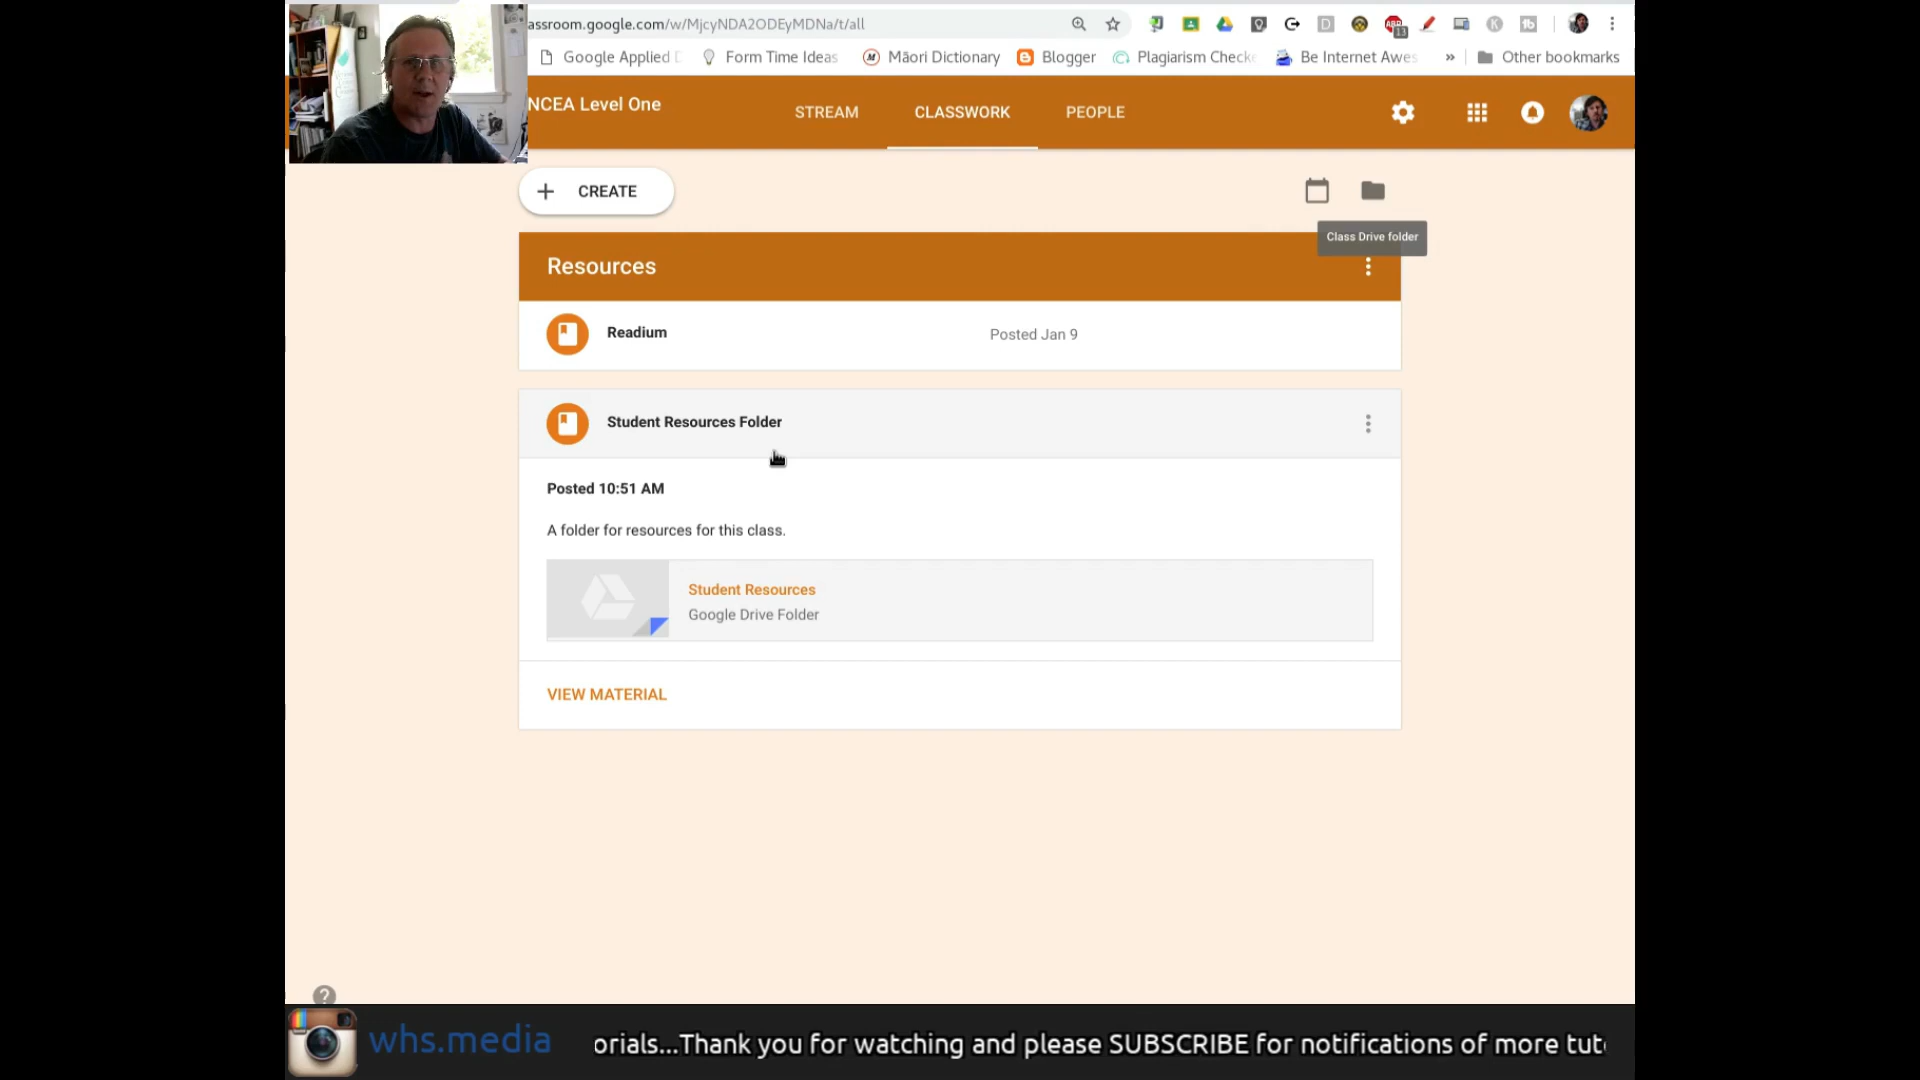 assroom.google.com/w/MjcyNDA2ODEyMDNa/t/all
13
Google Applied
Form Time Ideas
Māori Dictionary
Blogger
Plagiarism Check
Be Internet Awes
»
Other bookmarks
NCEA Level One
STREAM
CLASSWORK
PEOPLE
+ CREATE
Class Drive folder
Resources
Readium
Posted Jan 9
Student Resources Folder
Posted 10:51 AM
A folder for resources for this class.
Student Resources
Google Drive Folder
VIEW MATERIAL
?
whs.media
orials...Thank you for watching and please SUBSCRIBE for notifications of more tut